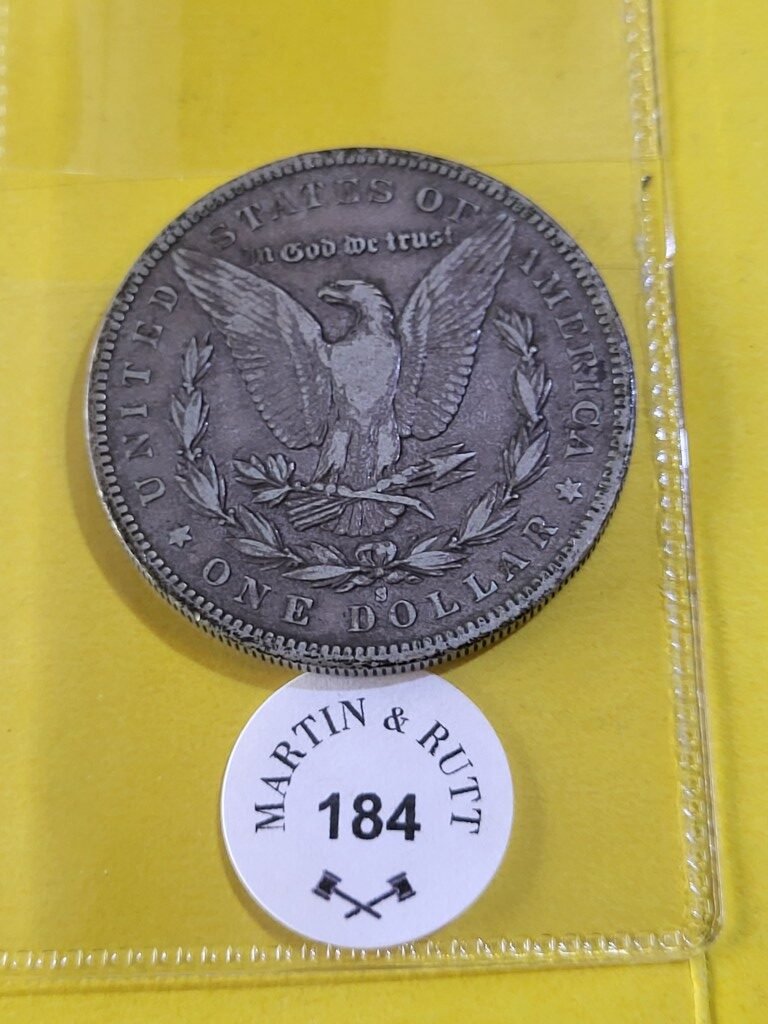 UNITED STATES OF AMERICA
In God we trust
S
ONE DOLLAR
MARTIN & RUTT
184